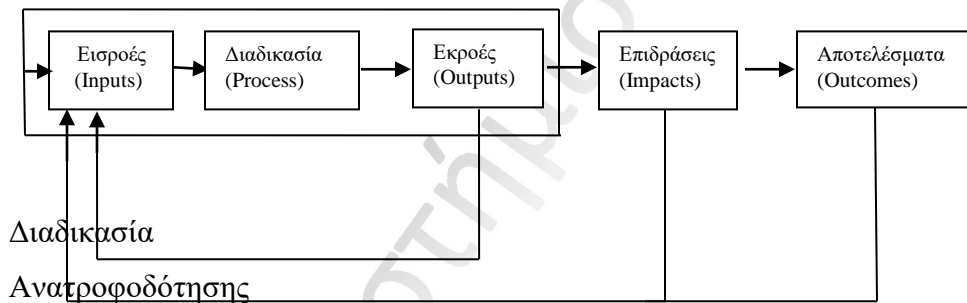 Εισροές
(Inputs)
Διαδικασία
(Process)
Εκροές
(Outputs)
Επιδράσεις
(Impacts)
Αποτελέσματα
(Outcomes)
Διαδικασία
Ανατροφοδότησης